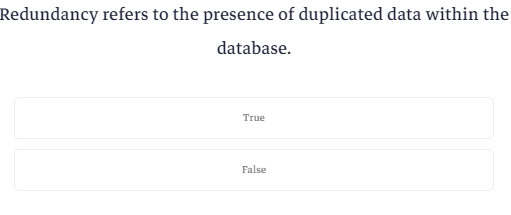 Redundancy refers to the presence of duplicated data within the
database.
True
False